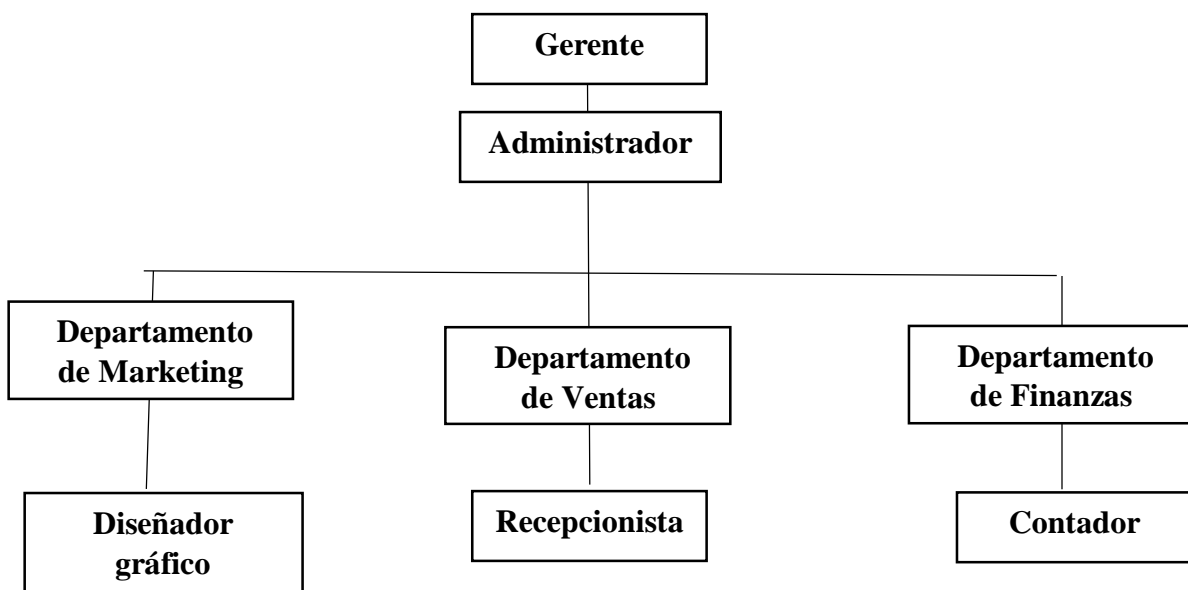 Gerente
Administrador
Departamento
de Marketing
Departamento
de Ventas
Departamento
de Finanzas
Diseñador
gráfico
Recepcionista
Contador